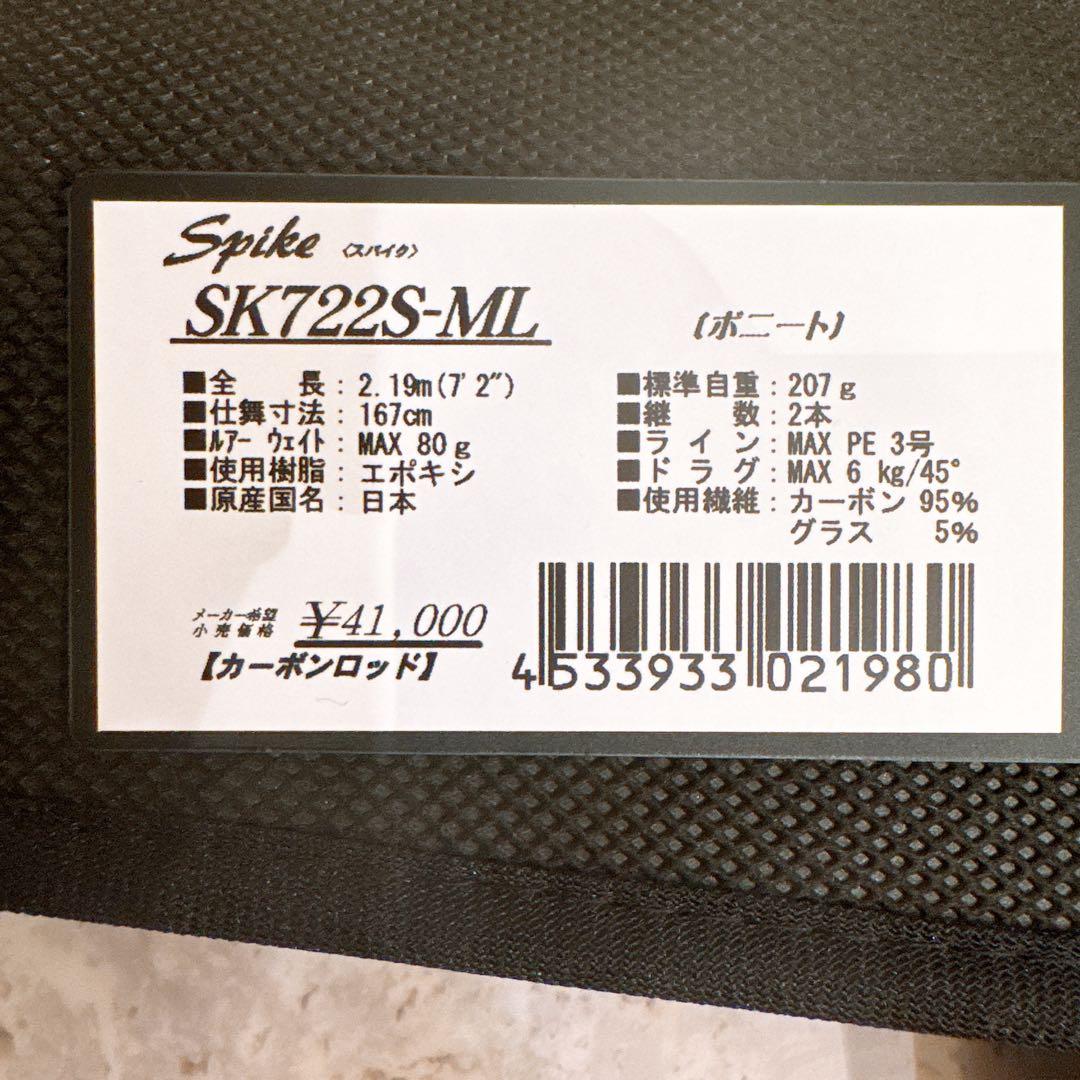 Spike 〈スパイク〉
SK722S-ML 〔ボニート〕
■全長: 2.19m(7'2") ■標準自重: 207g
■仕舞寸法: 167cm ■継数: 2本
■ルアーウェイト: MAX 80g ■ライン: MAX PE 3号
■使用樹脂: エポキシ ■ドラグ: MAX 6 kg/45°
■原産国名: 日本 ■使用繊維: カーボン 95%
グラス 5%
メーカー希望
小売価格 ¥41,000
【カーボンロッド】
4 533933 021980